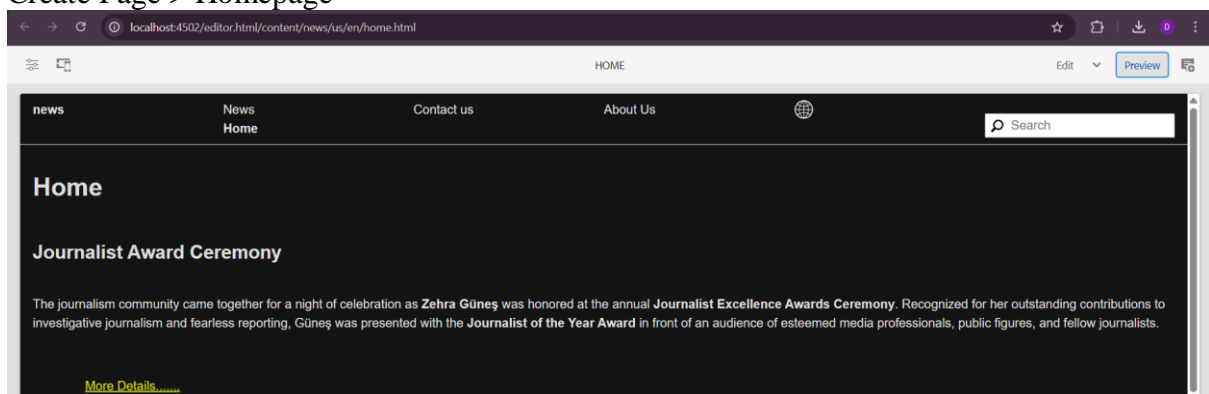 Create Page > Homepage
localhost:4502/editor.html/content/news/us/en/home.html
D
HOME
Edit
Preview
news
News
Contact us
About Us
Home
Search
Home
Journalist Award Ceremony
The journalism community came together for a night of celebration as Zehra Güneş was honored at the annual Journalist Excellence Awards Ceremony. Recognized for her outstanding contributions to
investigative journalism and fearless reporting, Güneş was presented with the Journalist of the Year Award in front of an audience of esteemed media professionals, public figures, and fellow journalists.
More Details.......